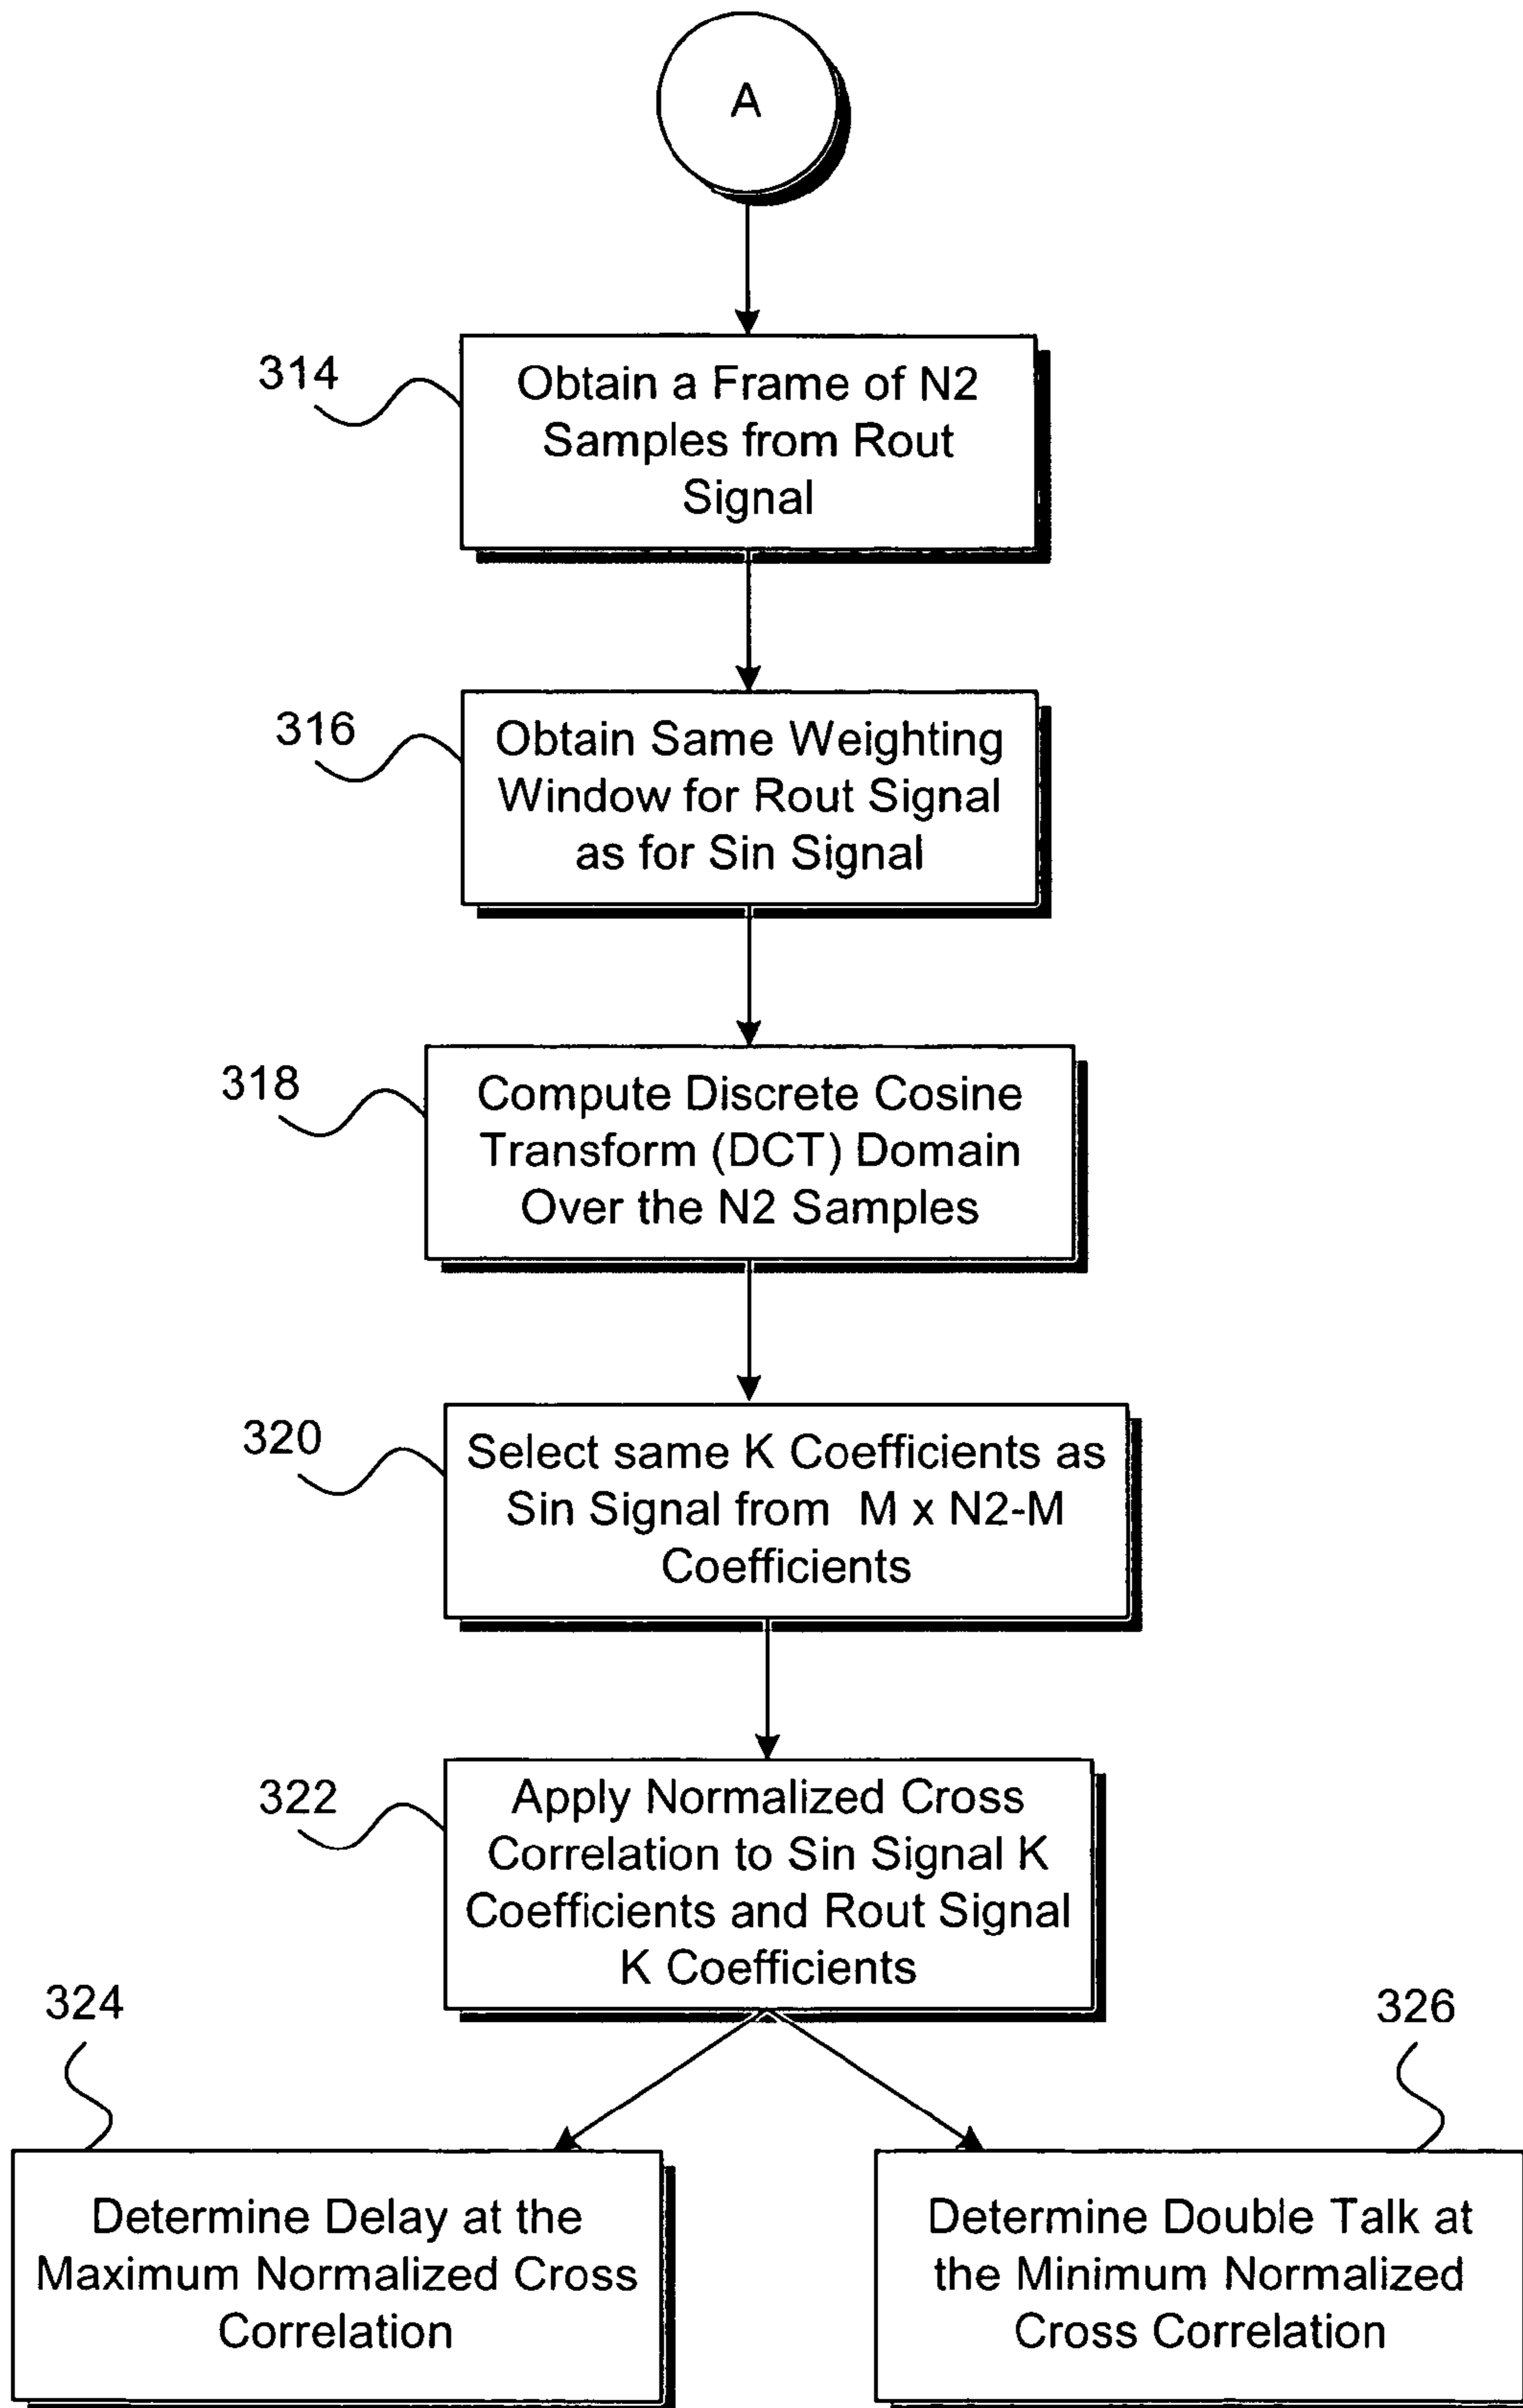 A
314
Obtain a Frame of N2
Samples from Rout
Signal
316
Obtain Same Weighting
Window for Rout Signal
as for Sin Signal
318
Compute Discrete Cosine
Transform (DCT) Domain
Over the N2 Samples
320
Select same K Coefficients as
Sin Signal from M x N2-M
Coefficients
322
Apply Normalized Cross
Correlation to Sin Signal K
Coefficients and Rout Signal
K Coefficients
324
Determine Delay at the
Maximum Normalized Cross
Correlation
326
Determine Double Talk at
the Minimum Normalized
Cross Correlation